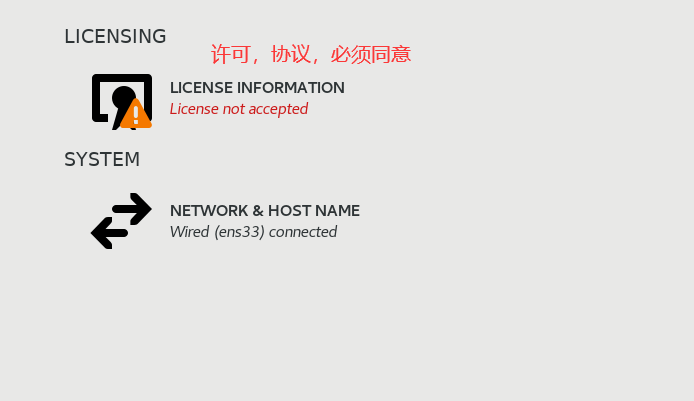 LICENSING
许可，协议，必须同意
LICENSE INFORMATION
License not accepted
SYSTEM
NETWORK & HOST NAME
Wired (ens33) connected